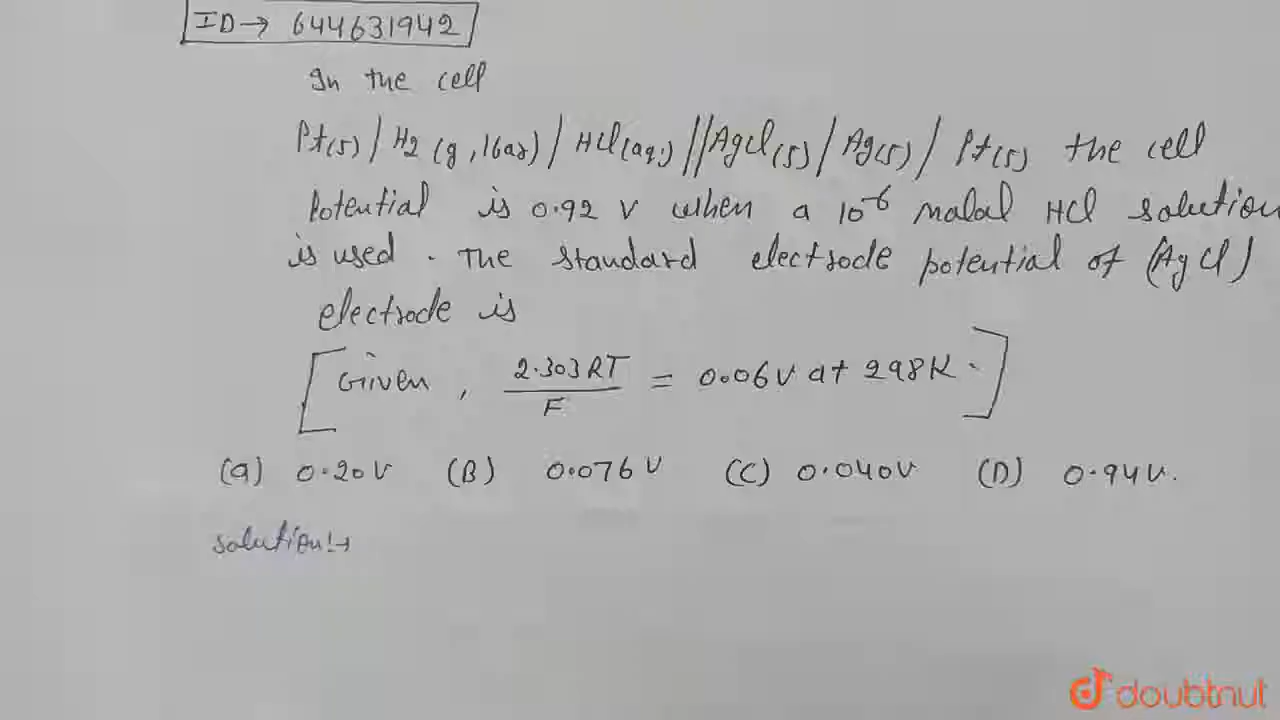 ID→ 644631942
In the cell
Pt(s) / H2 (g, 1bar) / HCl(aq.) // AgCl(s) / Ag(s) / Pt(s) the cell
Potential is 0.92 V when a 10^-6 molal HCl solution
is used. The standard electrode potential of (AgCl)
electrode is
[Given, 2.303RT/F = 0.06V at 298K.]
(a) 0.20V (B) 0.076V (C) 0.040V (D) 0.94V.
solution:→
doubtnut